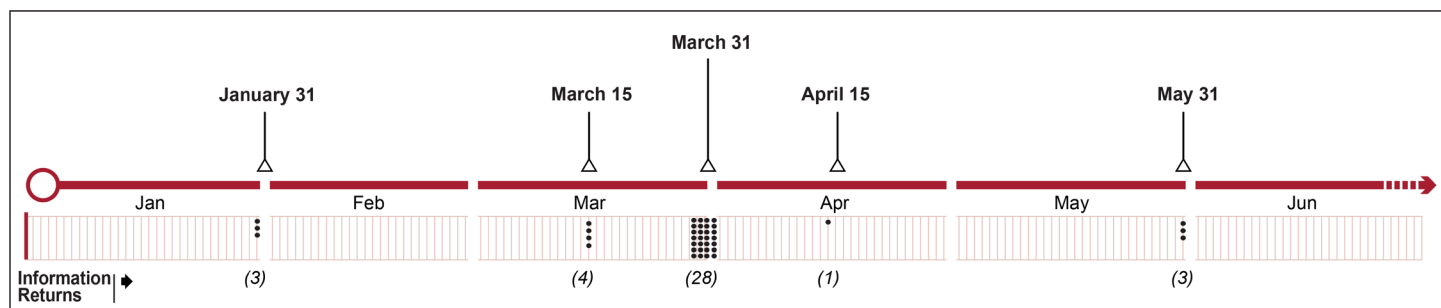 March 31
January 31
March 15
April 15
May 31
Jan
Feb
Mar
Apr
May
Jun
Information
Returns
(3)
(4)
(28)
(1)
(3)